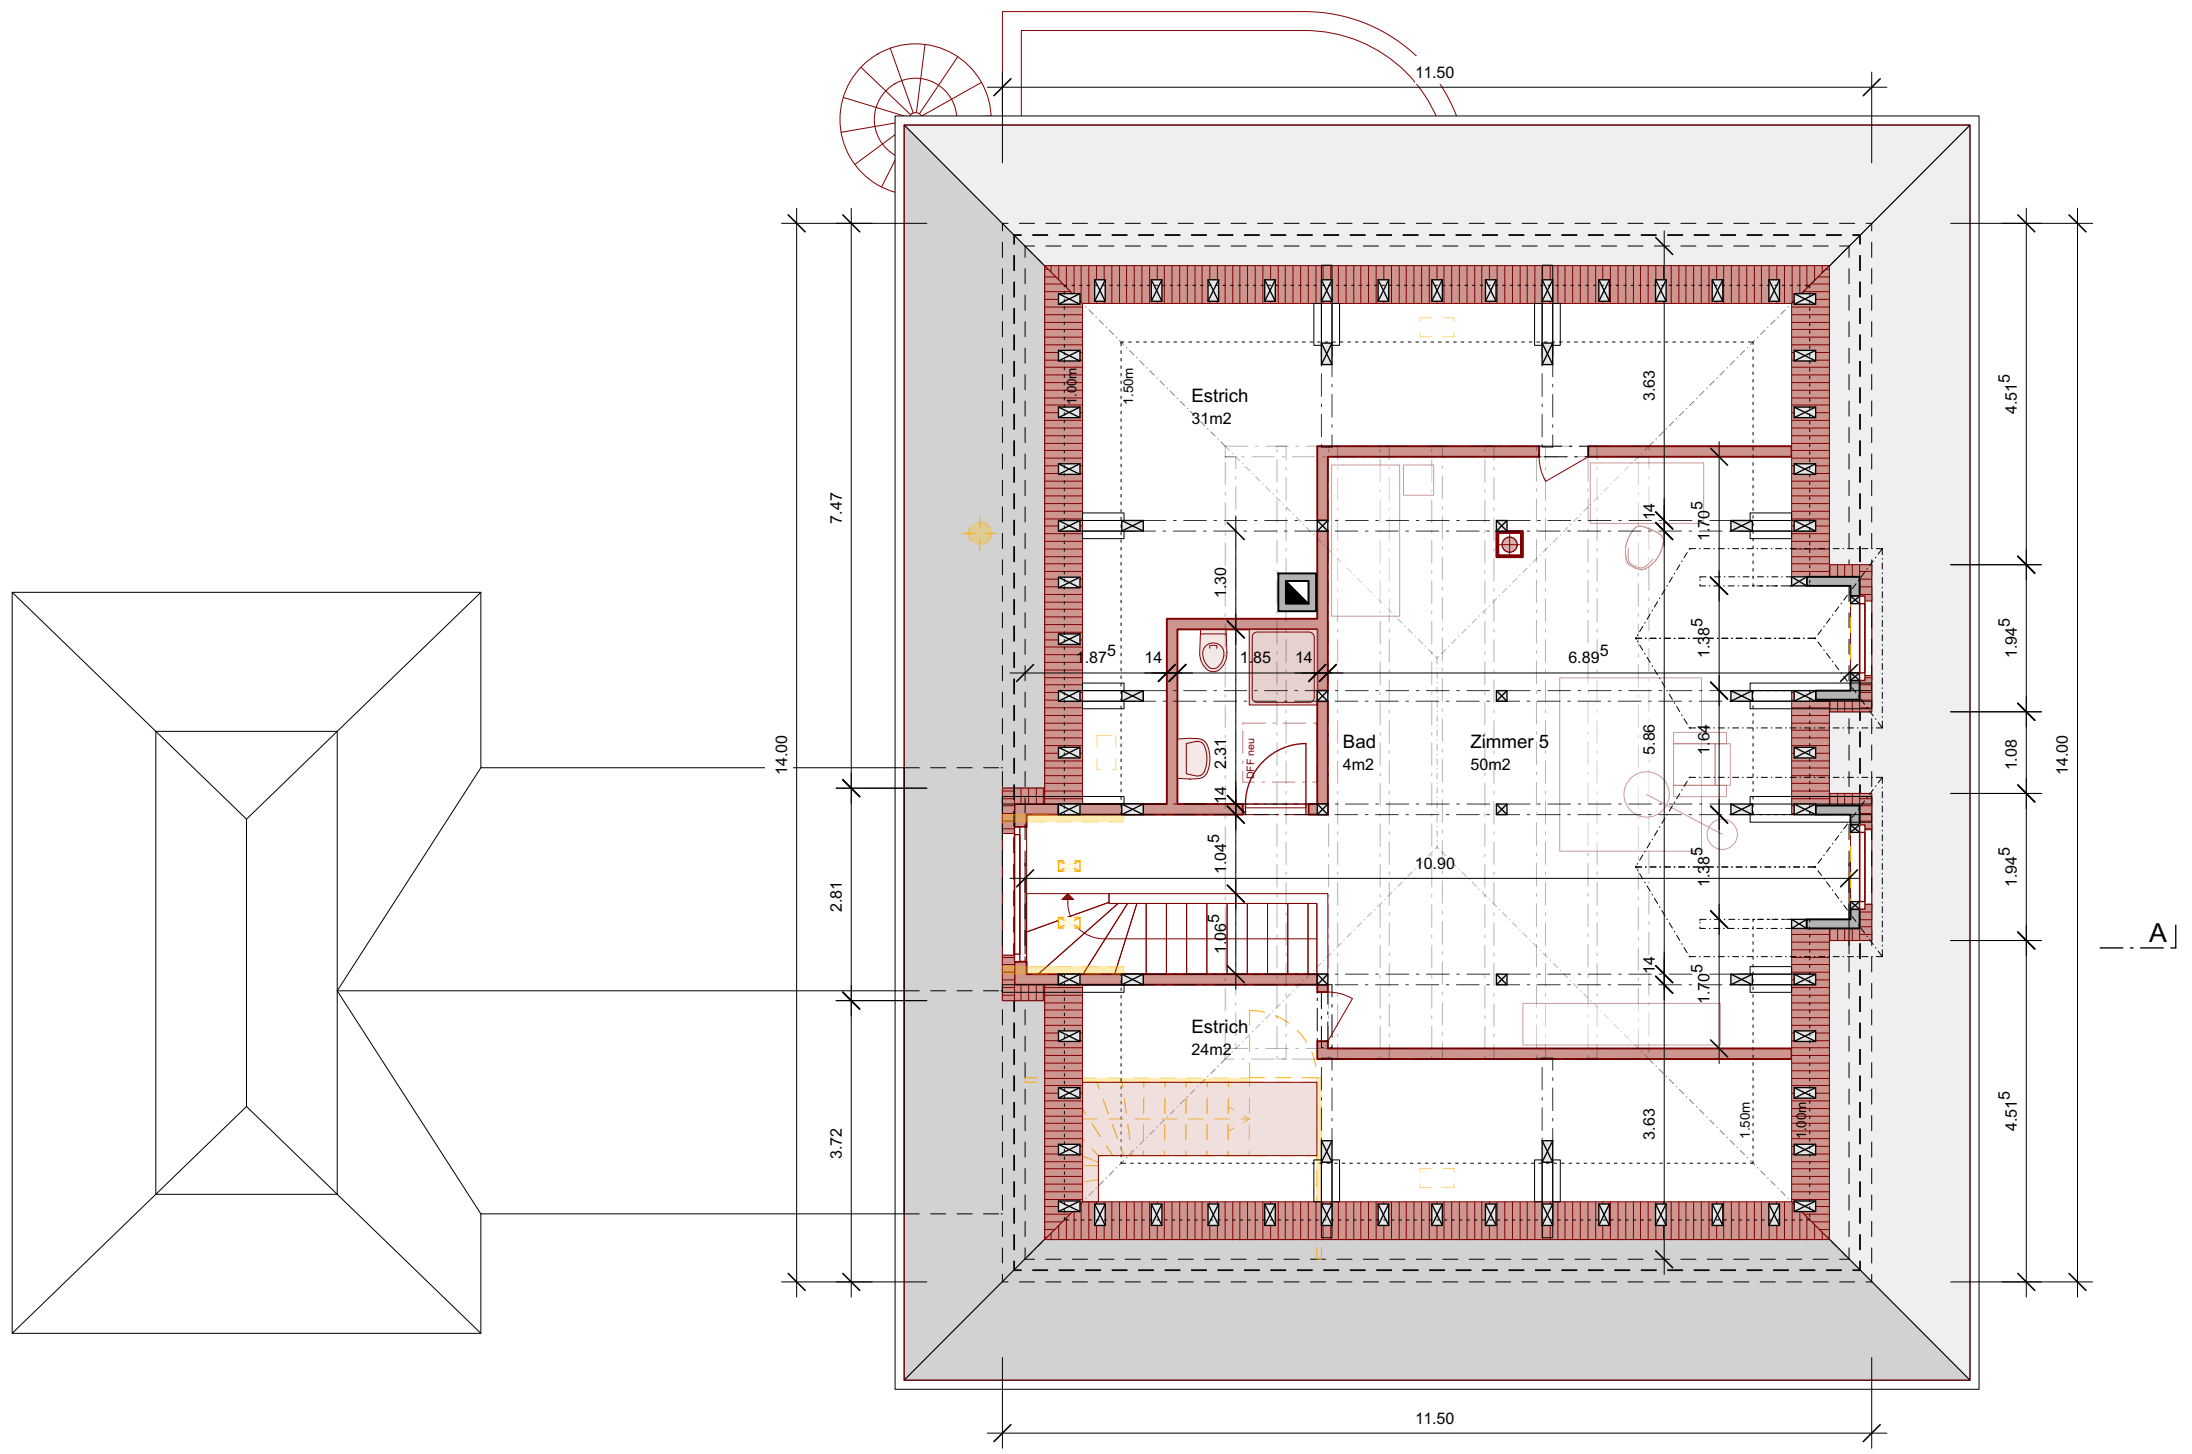 11.50
1.00m
1.50m
Estrich
31m2
3.63
4.51⁵
7.47
14
1.70⁵
1.30
1.38⁵
1.94⁵
1.87⁵
14
1.85
14
6.89⁵
14.00
2.31
DFF neu
Bad
4m2
Zimmer 5
50m2
5.86
1.64
1.08
14.00
14
1.04⁵
10.90
1.38⁵
1.94⁵
2.81
1.06⁵
14
1.70⁵
A
Estrich
24m2
3.72
3.63
1.50m
1.00m
4.51⁵
11.50